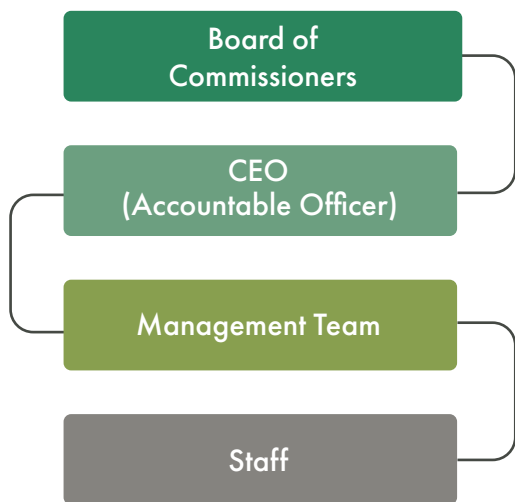 Board of
Commissioners
CEO
(Accountable Officer)
Management Team
Staff